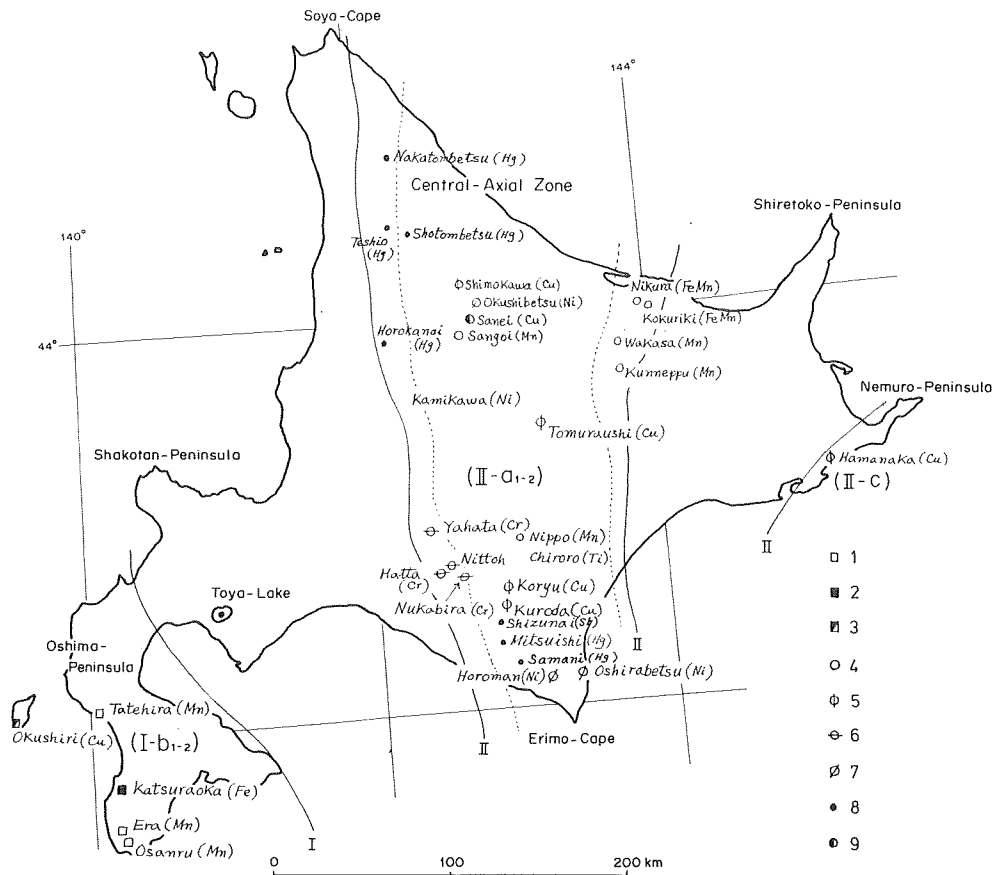 Soya-Cape
144°
Nakatombetsu (Hg)
Central-Axial Zone
Shiretoko-Peninsula
140°
Teshio
(Hg)
Shotombetsu (Hg)
Shimokawa (Cu)
Okushibetsu (Ni)
Sanei (Cu)
Sangoi (Mn)
Nikura (FeMn)
Kokuriki (FeMn)
Horokanai
(Hg)
Wakasa (Mn)
44°
Kunneppu (Mn)
Nemuro-Peninsula
Kamikawa (Ni)
Tomuraushi (Cu)
Shakotan-Peninsula
Hamanaka (Cu)
(II-a1-2)
(II-c)
Yahata (Cr)
Nippo (Mn)
II
Nittoh
Chiroro (Ti)
1
Hatta
(Cr)
Koryu (Cu)
2
Toya-Lake
Nukabira (Cr)
Kuroda (Cu)
Shizunai (Sb)
3
Oshima-
Peninsula
Mitsuishi (Hg)
II
Samani (Hg)
4
Horoman (Ni)
Oshirabetsu (Ni)
5
Tatehira (Mn)
Okushiri (Cu)
(I-b1-2)
II
Erimo-Cape
6
7
Katsuraoka (Fe)
8
Era (Mn)
Osanru (Mn)
I
9
0 100 200 km